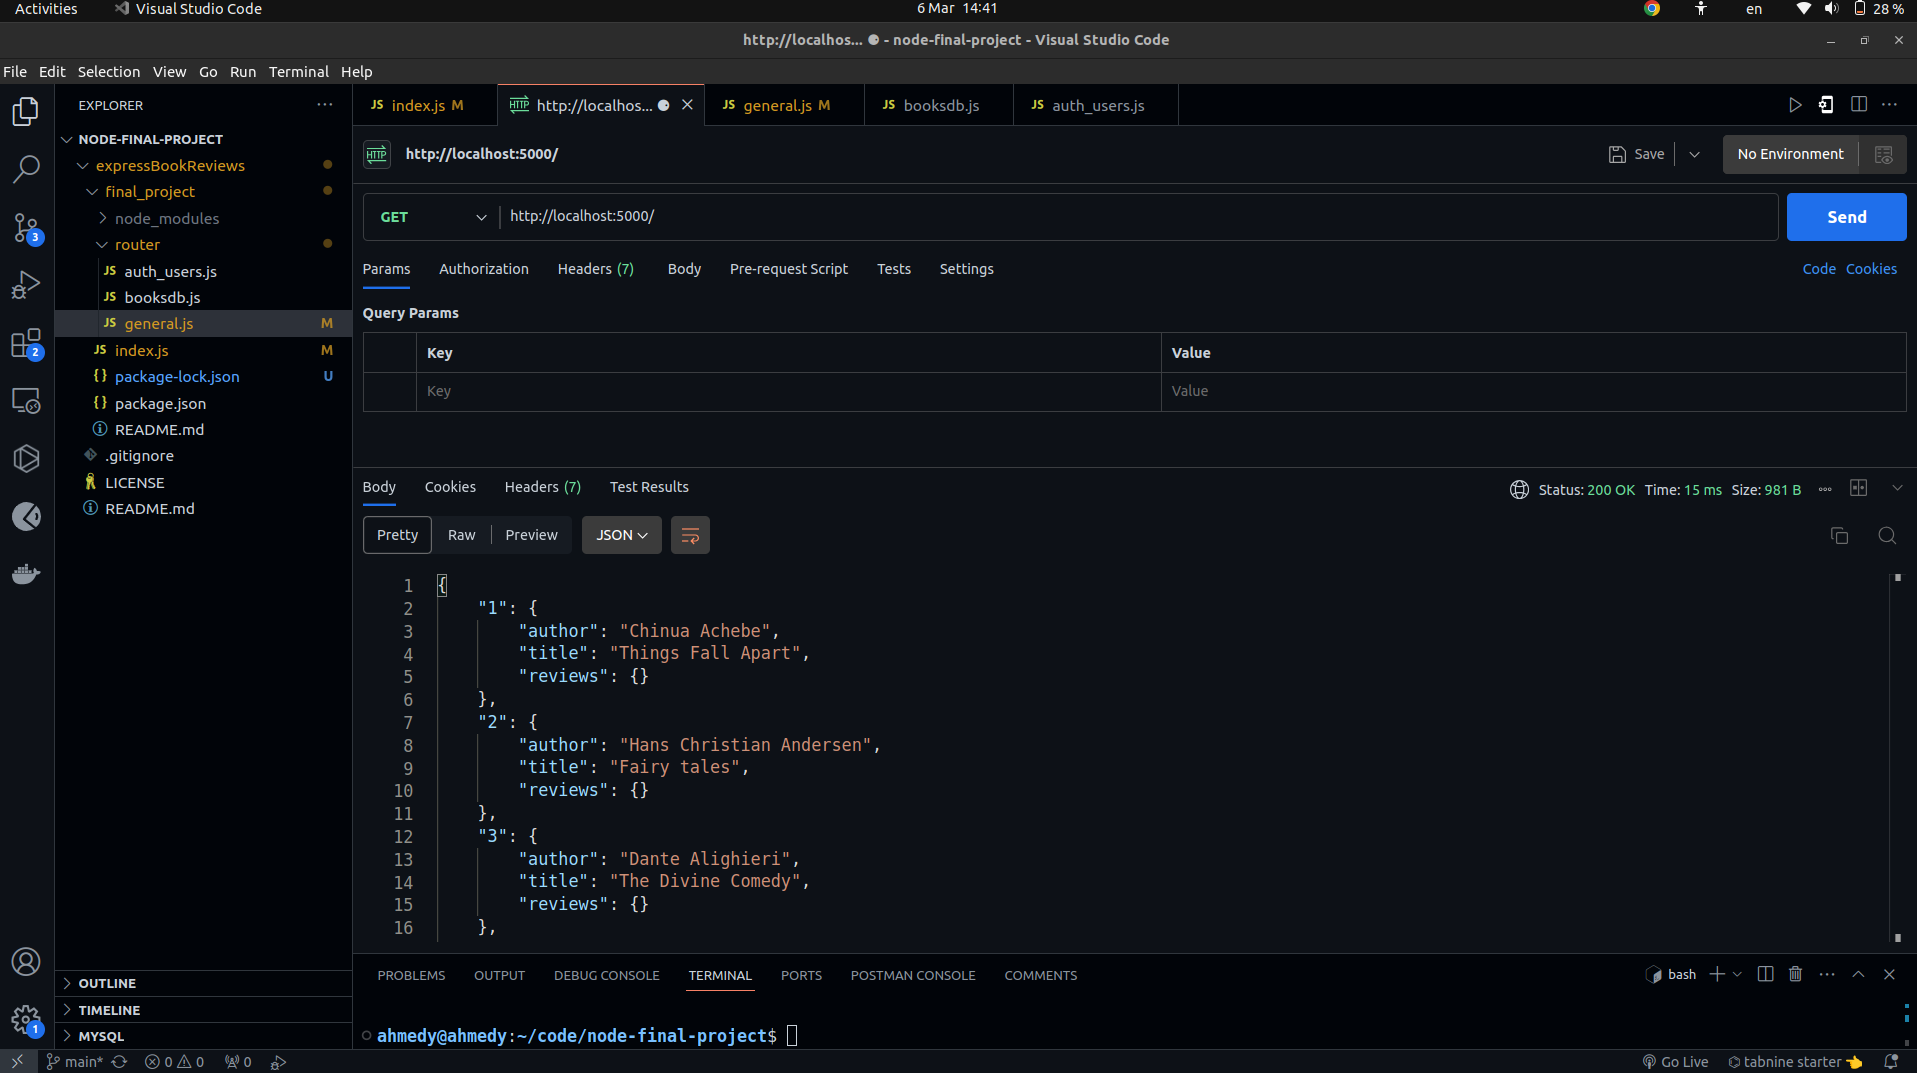 Activities Visual Studio Code 6 Mar 14:41 en 28 %
http://localhos... ● - node-final-project - Visual Studio Code
File Edit Selection View Go Run Terminal Help
EXPLORER
NODE-FINAL-PROJECT
expressBookReviews
final_project
node_modules
router
JS auth_users.js
JS booksdb.js
JS general.js M
JS index.js M
{} package-lock.json U
{} package.json
README.md
.gitignore
LICENSE
README.md
OUTLINE
TIMELINE
MYSQL
3
2
1
JS index.js M HTTP http://localhos... ● JS general.js M JS booksdb.js JS auth_users.js
HTTP http://localhost:5000/ Save No Environment
GET http://localhost:5000/ Send
Params Authorization Headers (7) Body Pre-request Script Tests Settings Code Cookies
Query Params
Key Value
Key Value
Body Cookies Headers (7) Test Results Status: 200 OK Time: 15 ms Size: 981 B
Pretty Raw Preview JSON
1 {
2 "1": {
3 "author": "Chinua Achebe",
4 "title": "Things Fall Apart",
5 "reviews": {}
6 },
7 "2": {
8 "author": "Hans Christian Andersen",
9 "title": "Fairy tales",
10 "reviews": {}
11 },
12 "3": {
13 "author": "Dante Alighieri",
14 "title": "The Divine Comedy",
15 "reviews": {}
16 },
PROBLEMS OUTPUT DEBUG CONSOLE TERMINAL PORTS POSTMAN CONSOLE COMMENTS bash
ahmedy@ahmedy:~/code/node-final-project$
main* 0 0 0 Go Live tabnine starter 👈